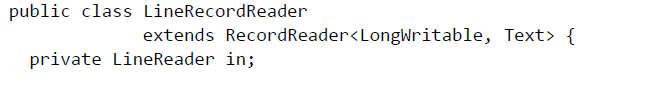 public class LineRecordReader
            extends RecordReader<LongWritable, Text> {
  private LineReader in;